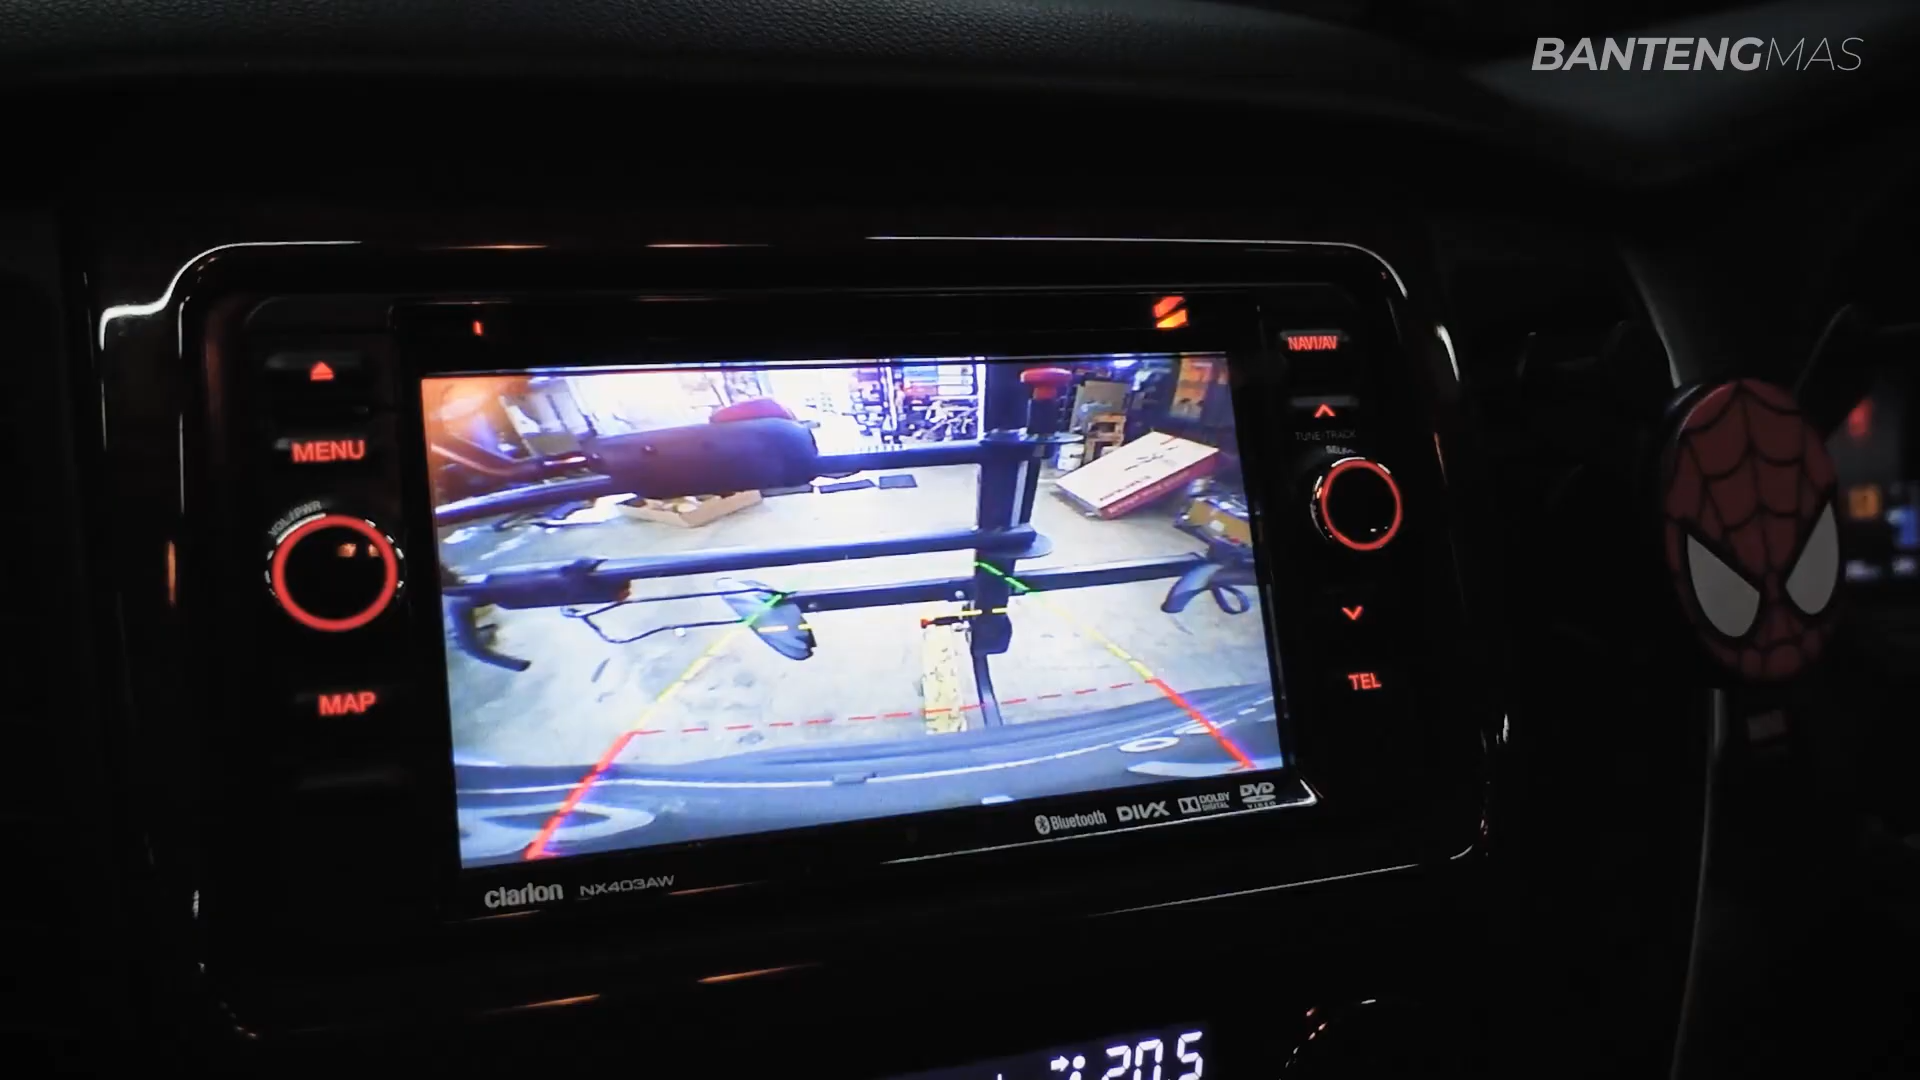 BANTENGMAS
NAVI/AV
MENU
TUNE•TRACK
VOL/PWR
MAP
TEL
Bluetooth DIVX DOLBY DIGITAL DVD VIDEO
clarion NX403AW
20.5